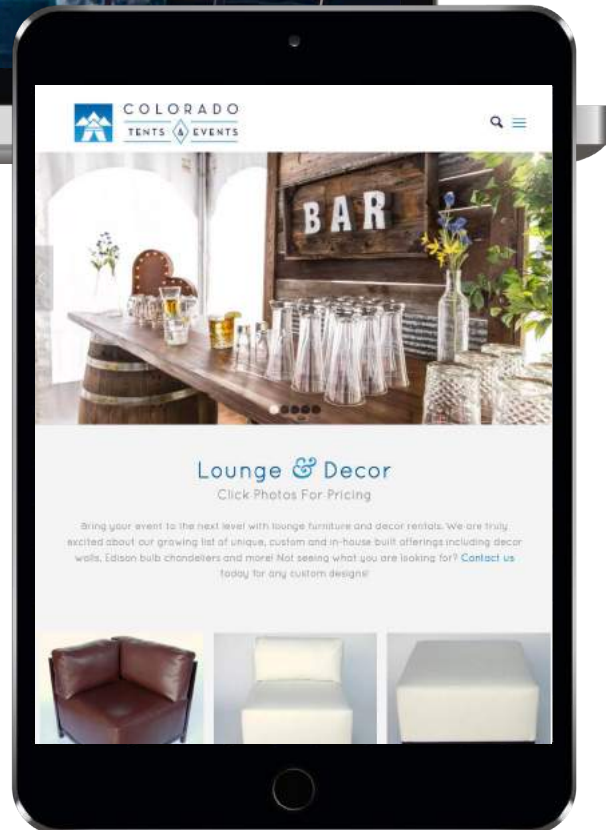 COLORADO
TENTS & EVENTS
BAR
Lounge & Decor
Click Photos For Pricing
Bring your event to the next level with lounge furniture and decor rentals. We are truly
excited about our growing list of unique, custom and in-house built offerings including decor
walls, Edison bulb chandeliers and more! Not seeing what you are looking for? Contact us
today for any custom designs!